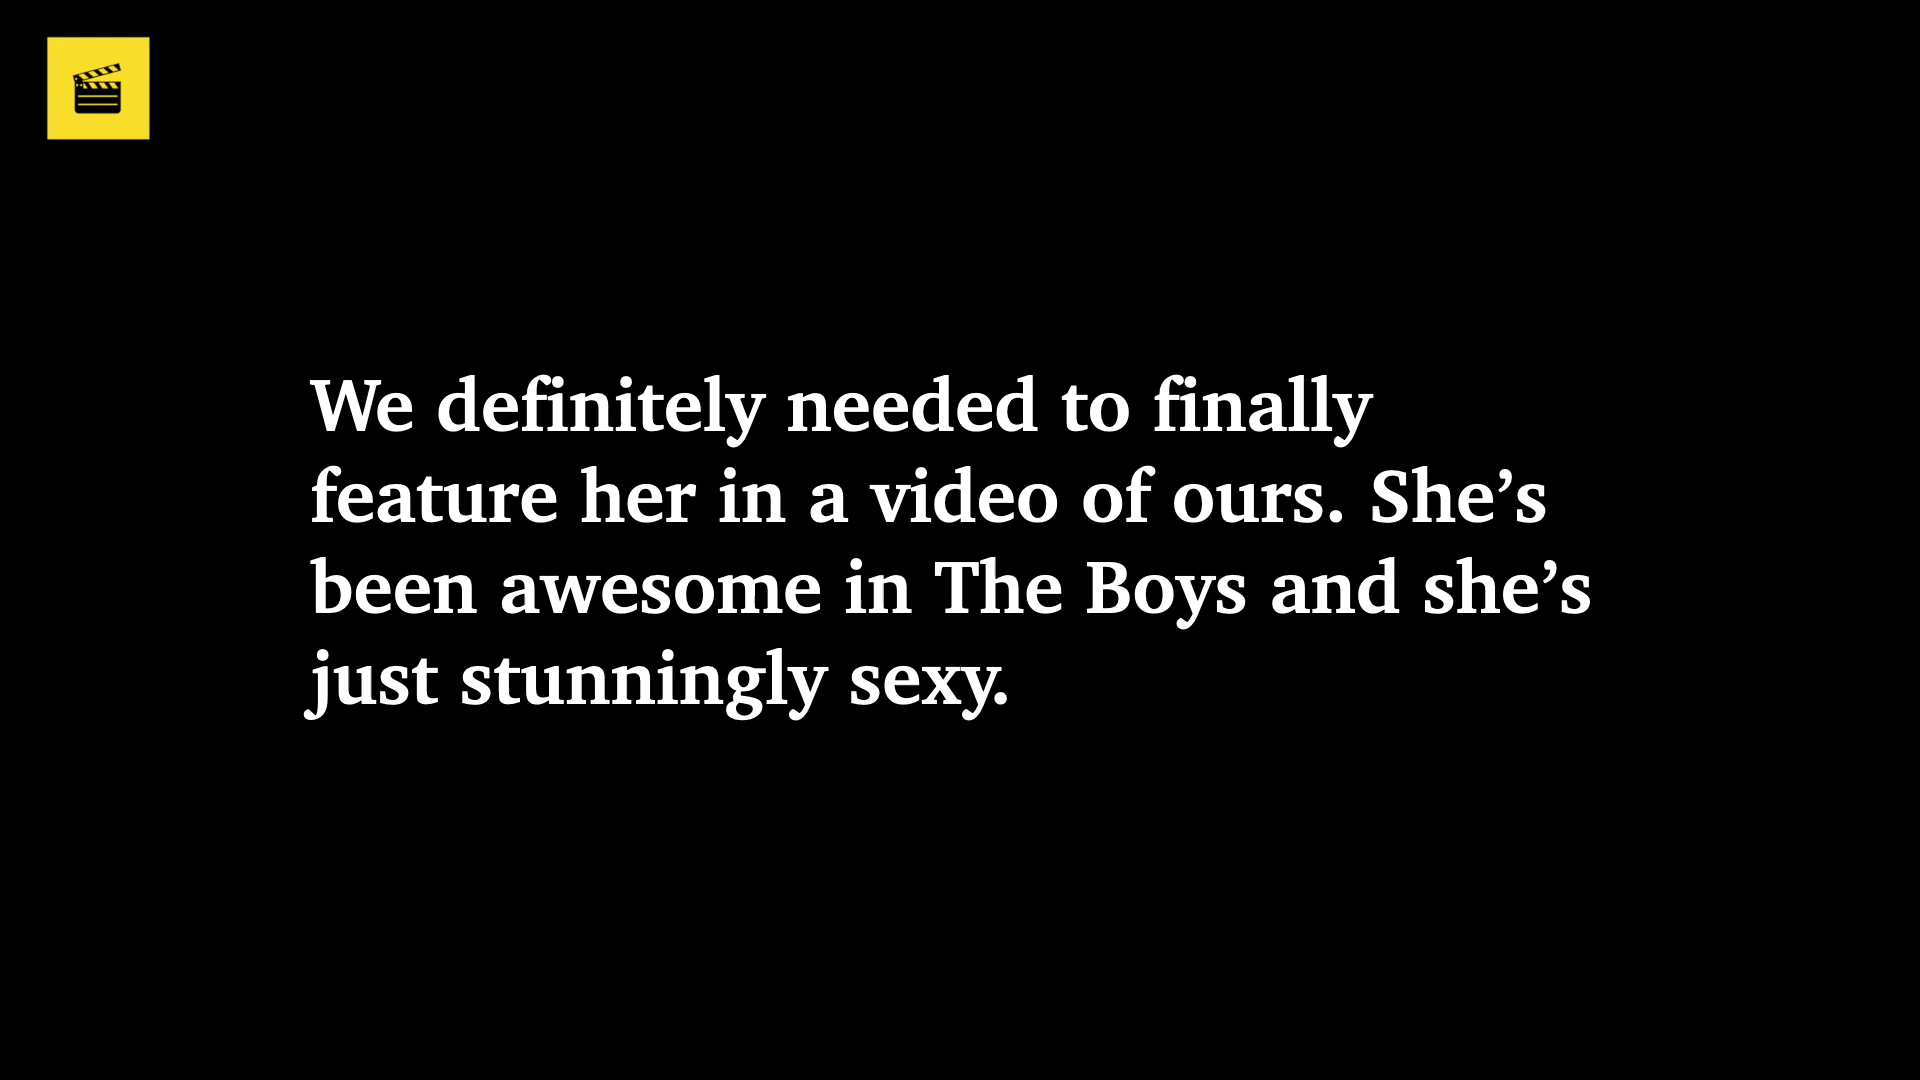 We definitely needed to finally
feature her in a video of ours. She’s
been awesome in The Boys and she’s
just stunningly sexy.